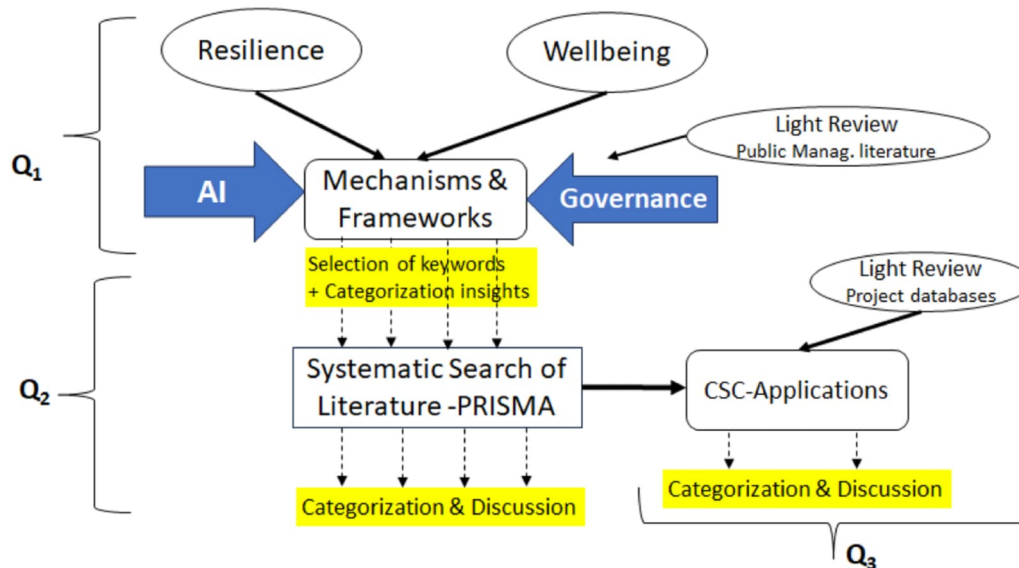 Resilience
Wellbeing
Light Review
Public Manag. literature
Q1
AI
Mechanisms &
Frameworks
Governance
Selection of keywords
+ Categorization insights
Light Review
Project databases
Q2
Systematic Search of
Literature -PRISMA
CSC-Applications
Categorization & Discussion
Categorization & Discussion
Q3